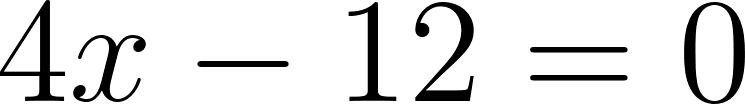 4x − 12 = 0